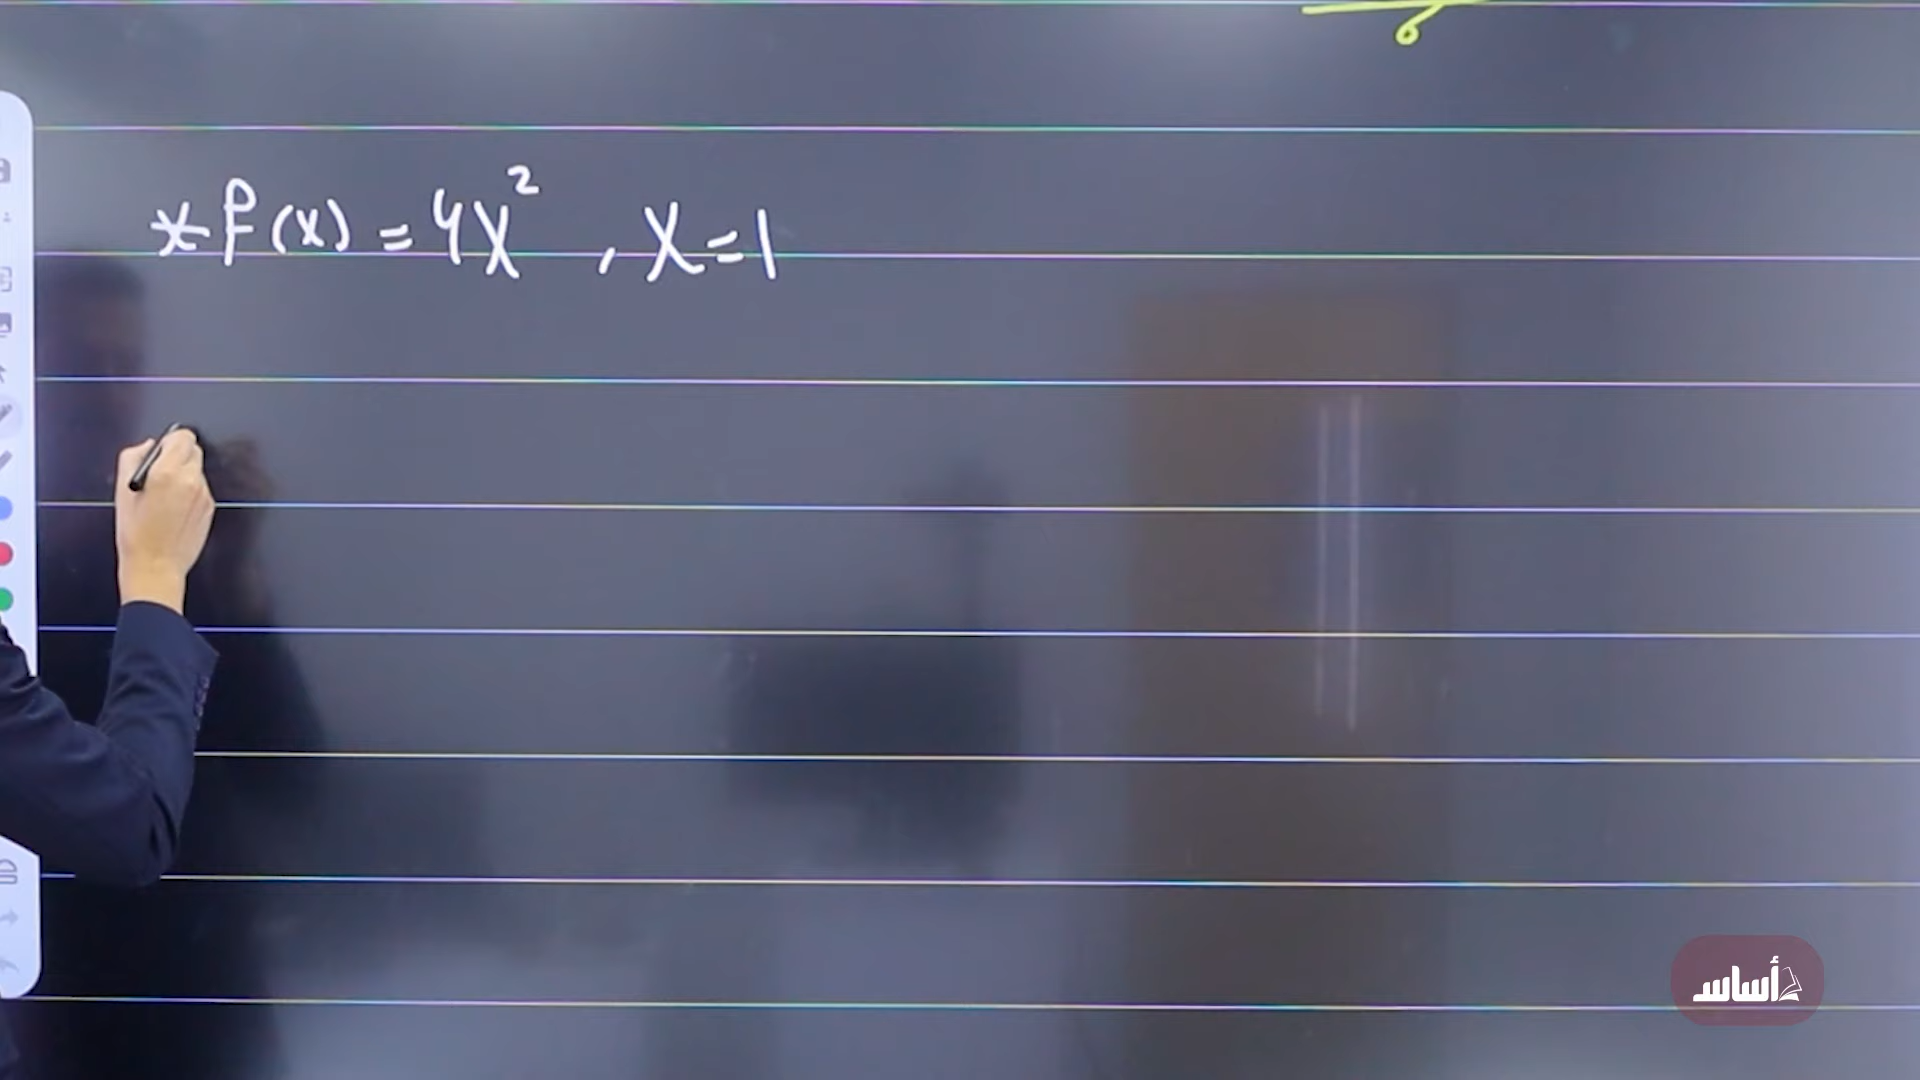 * f(x) = 4x² , x = 1
أساس